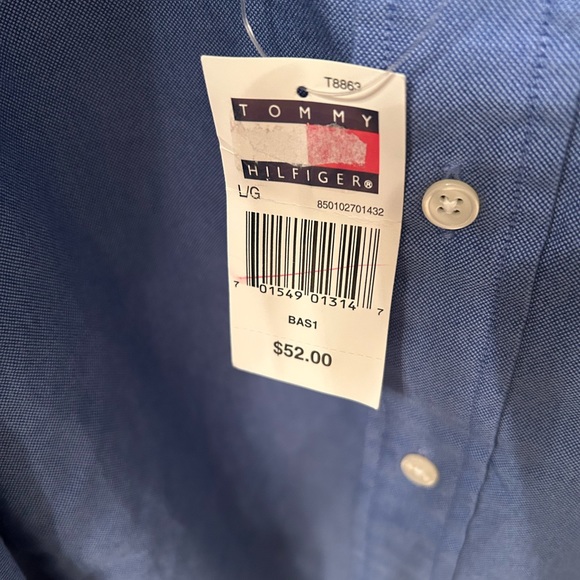 T8863
TOMMY
HILFIGER®
L/G
850102701432
7 01549 01314 7
BAS1
$52.00